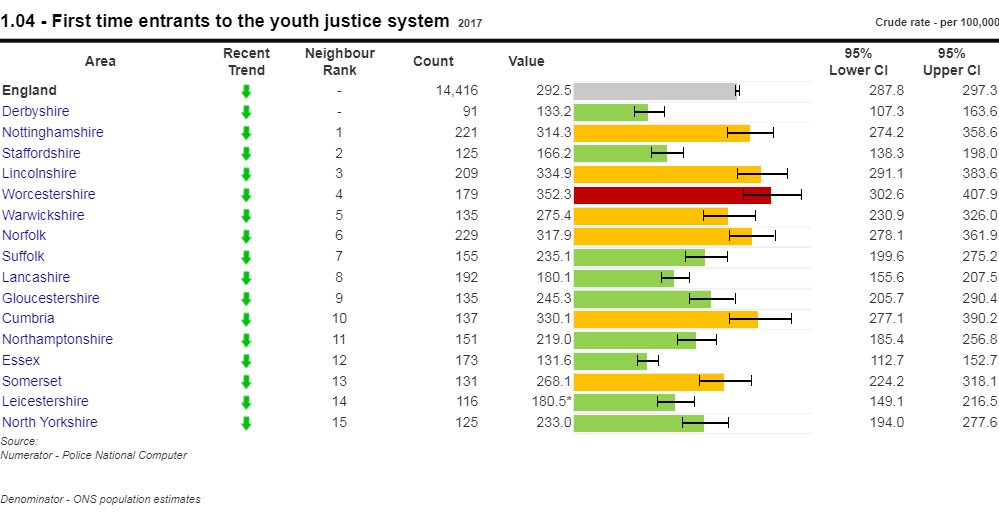 1.04 - First time entrants to the youth justice system 2017 Crude rate - per 100,000
Area Recent Trend Neighbour Rank Count Value 95% Lower CI 95% Upper CI
England - 14,416 292.5 287.8 297.3
Derbyshire - 91 133.2 107.3 163.6
Nottinghamshire 1 221 314.3 274.2 358.6
Staffordshire 2 125 166.2 138.3 198.0
Lincolnshire 3 209 334.9 291.1 383.6
Worcestershire 4 179 352.3 302.6 407.9
Warwickshire 5 135 275.4 230.9 326.0
Norfolk 6 229 317.9 278.1 361.9
Suffolk 7 155 235.1 199.6 275.2
Lancashire 8 192 180.1 155.6 207.5
Gloucestershire 9 135 245.3 205.7 290.4
Cumbria 10 137 330.1 277.1 390.2
Northamptonshire 11 151 219.0 185.4 256.8
Essex 12 173 131.6 112.7 152.7
Somerset 13 131 268.1 224.2 318.1
Leicestershire 14 116 180.5* 149.1 216.5
North Yorkshire 15 125 233.0 194.0 277.6
Source:
Numerator - Police National Computer
Denominator - ONS population estimates